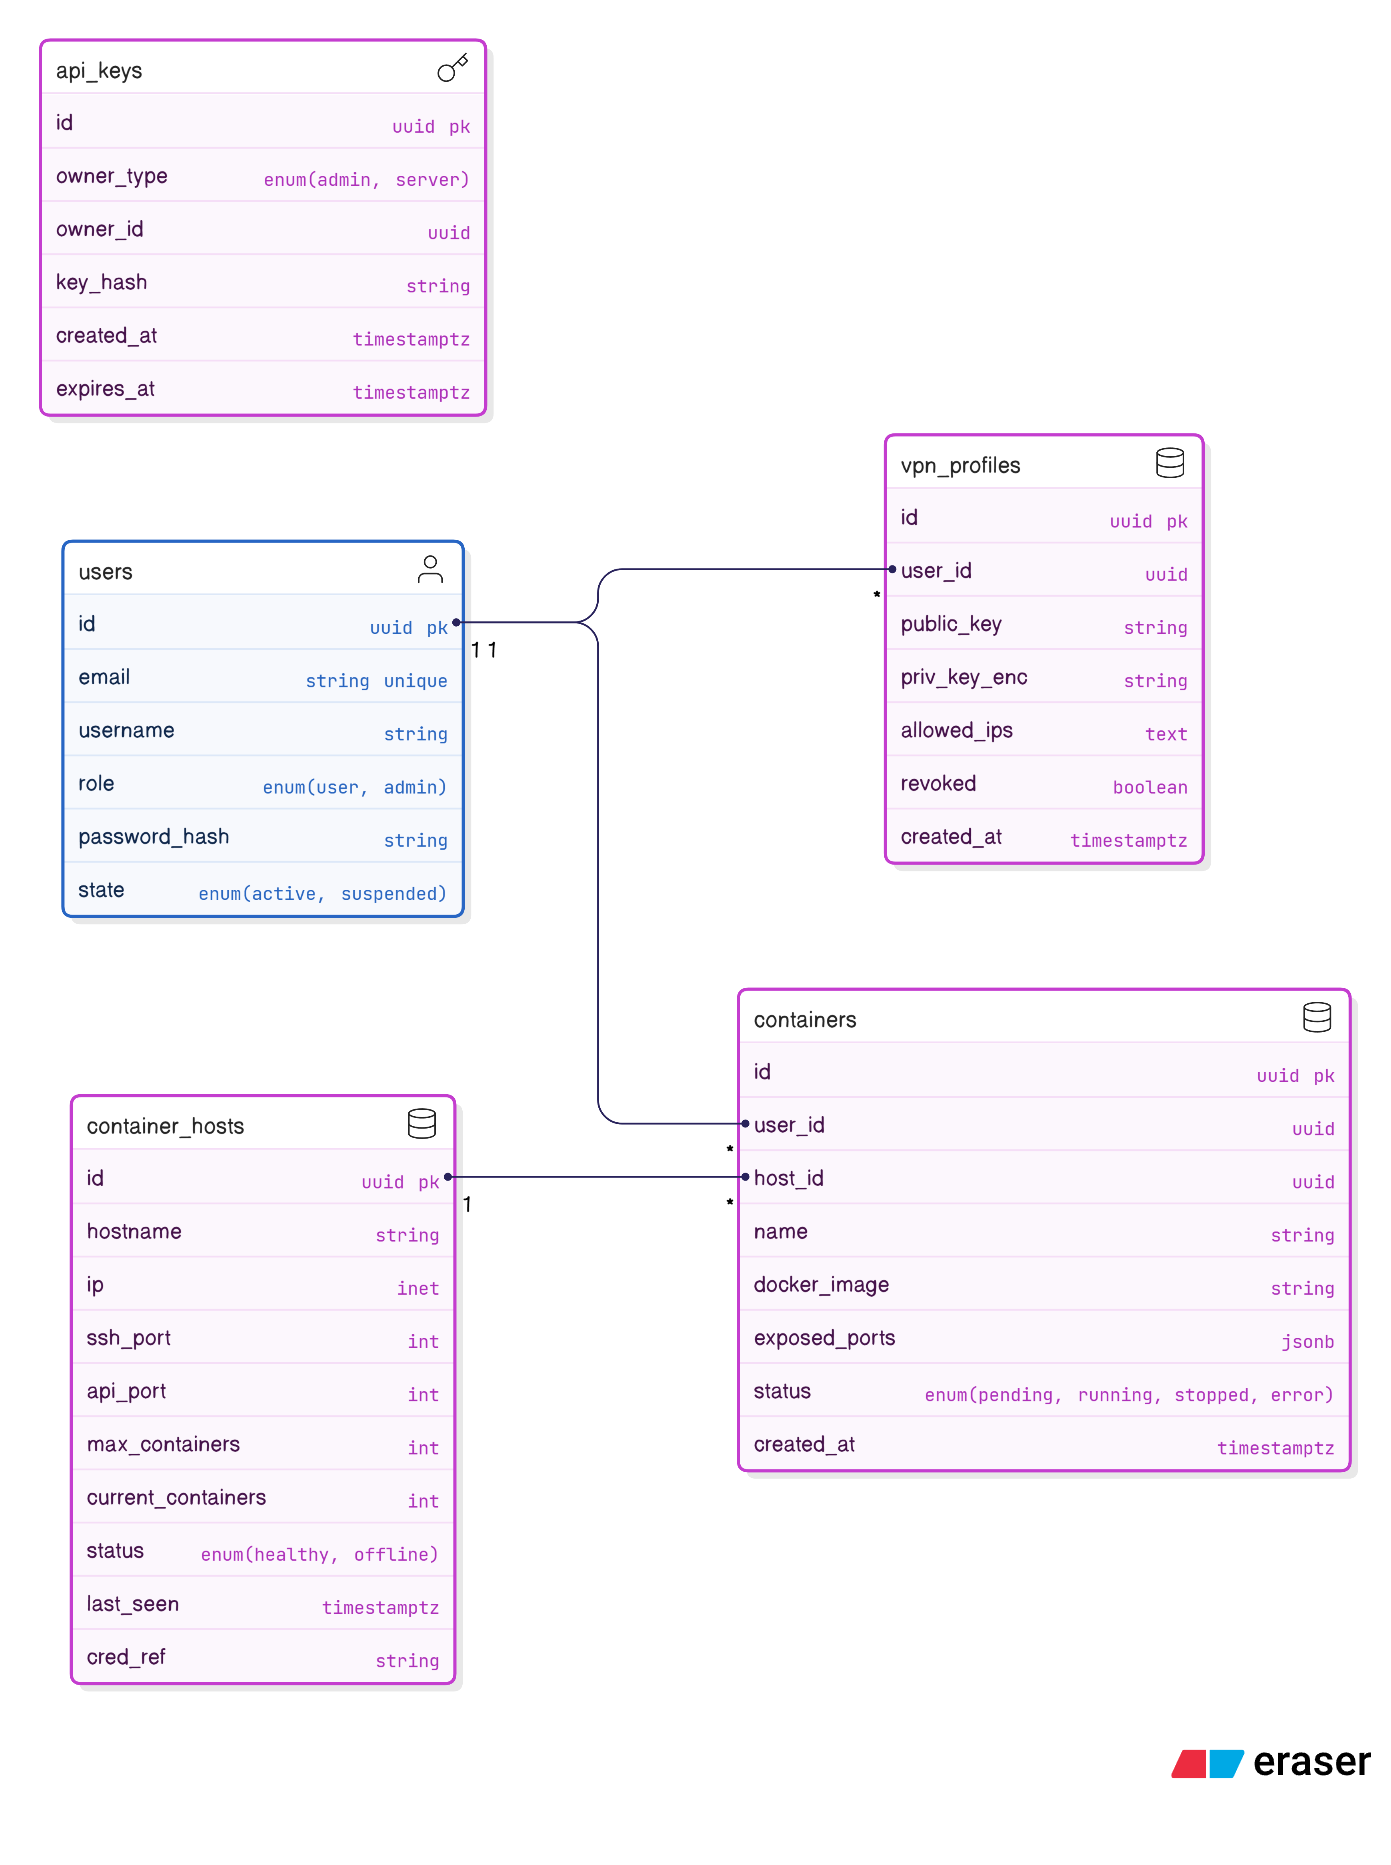 api_keys
id uuid pk
owner_type enum(admin, server)
owner_id uuid
key_hash string
created_at timestamptz
expires_at timestamptz
vpn_profiles
id uuid pk
user_id uuid
*
public_key string
priv_key_enc string
allowed_ips text
revoked boolean
created_at timestamptz
users
id uuid pk
1 1
email string unique
username string
role enum(user, admin)
password_hash string
state enum(active, suspended)
containers
id uuid pk
user_id uuid
*
host_id uuid
*
name string
docker_image string
exposed_ports jsonb
status enum(pending, running, stopped, error)
created_at timestamptz
container_hosts
id uuid pk
1
hostname string
ip inet
ssh_port int
api_port int
max_containers int
current_containers int
status enum(healthy, offline)
last_seen timestamptz
cred_ref string
eraser